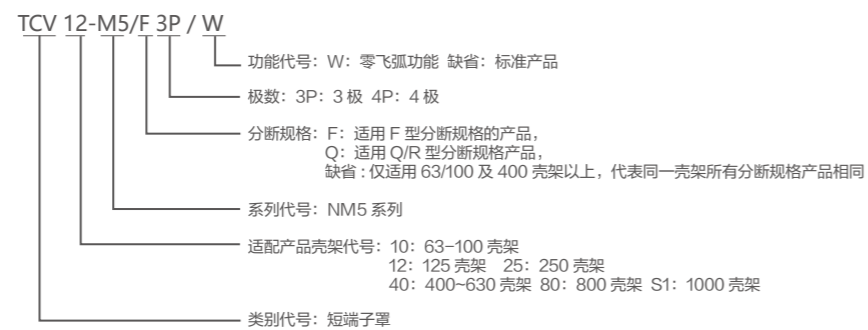 TCV 12-M5/F 3P / W
功能代号：W：零飞弧功能 缺省：标准产品
极数：3P：3 极 4P：4 极
分断规格：F：适用 F 型分断规格的产品，
Q：适用 Q/R 型分断规格产品，
缺省：仅适用 63/100 及 400 壳架以上，代表同一壳架所有分断规格产品相同
系列代号：NM5 系列
适配产品壳架代号：10：63-100 壳架
12：125 壳架 25：250 壳架
40：400~630 壳架 80：800 壳架 S1：1000 壳架
类别代号：短端子罩